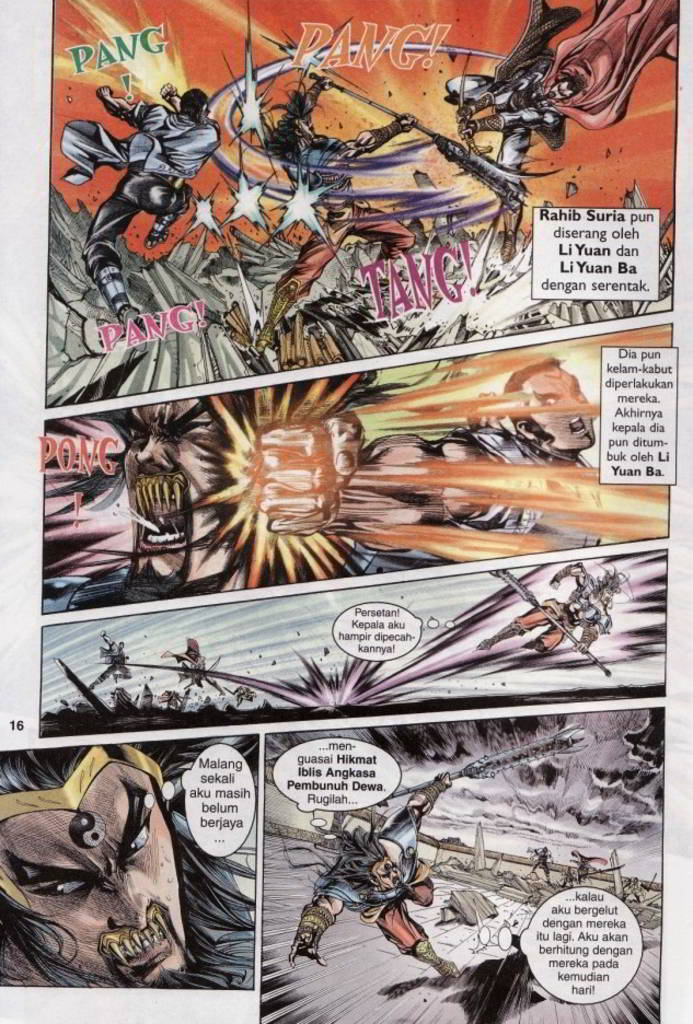 PANG
!
PANG!
PANG!
TANG!
Rahib Suria pun
diserang oleh
Li Yuan dan
Li Yuan Ba
dengan serentak.
PONG
!
Dia pun
kelam-kabut
diperlakukan
mereka.
Akhirnya
kepala dia
pun ditum-
buk oleh Li
Yuan Ba.
Persetan!
Kepala aku
hampir dipecah-
kannya!
16
Malang
sekali
aku masih
belum
berjaya
...
...men-
guasai Hikmat
Iblis Angkasa
Pembunuh Dewa.
Rugilah...
...kalau
aku bergelut
dengan mereka
itu lagi. Aku akan
berhitung dengan
mereka pada
kemudian
hari!